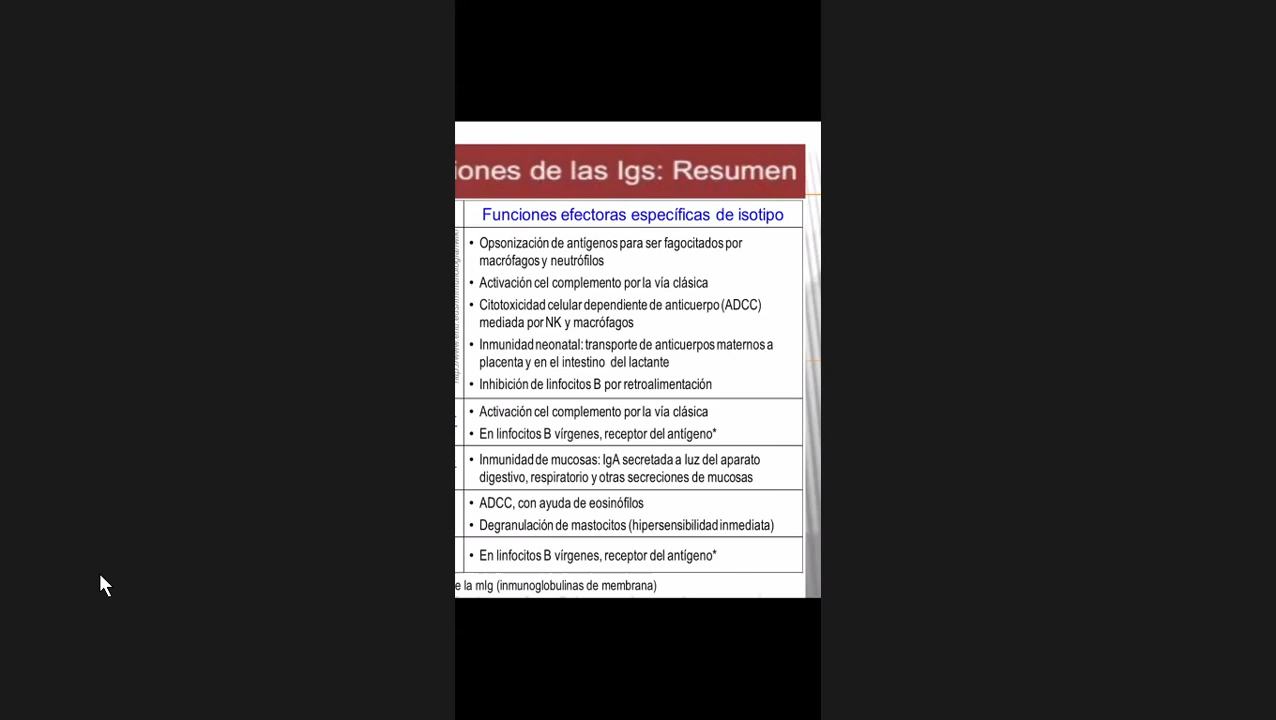 iones de las Igs: Resumen
Funciones efectoras específicas de isotipo
• Opsonización de antígenos para ser fagocitados por
macrófagos y neutrófilos
• Activación cel complemento por la vía clásica
• Citotoxicidad celular dependiente de anticuerpo (ADCC)
mediada por NK y macrófagos
• Inmunidad neonatal: transporte de anticuerpos maternos a
placenta y en el intestino del lactante
• Inhibición de linfocitos B por retroalimentación
• Activación cel complemento por la vía clásica
• En linfocitos B vírgenes, receptor del antígeno*
• Inmunidad de mucosas: IgA secretada a luz del aparato
digestivo, respiratorio y otras secreciones de mucosas
• ADCC, con ayuda de eosinófilos
• Degranulación de mastocitos (hipersensibilidad inmediata)
• En linfocitos B vírgenes, receptor del antígeno*
e la mIg (inmunoglobulinas de membrana)